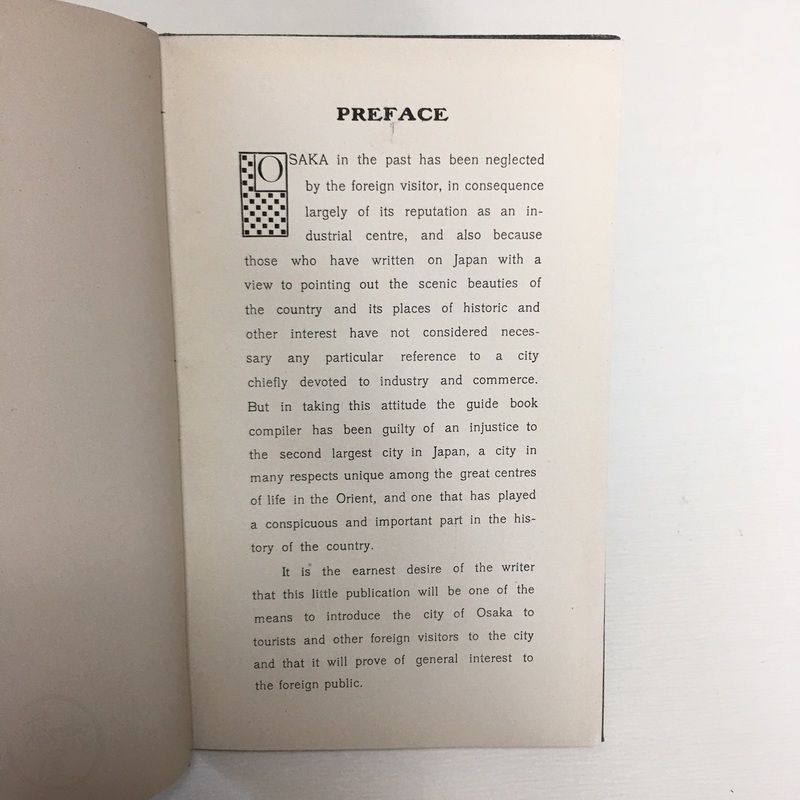 PREFACE
OSAKA in the past has been neglected
by the foreign visitor, in consequence
largely of its reputation as an in-
dustrial centre, and also because
those who have written on Japan with a
view to pointing out the scenic beauties of
the country and its places of historic and
other interest have not considered neces-
sary any particular reference to a city
chiefly devoted to industry and commerce.
But in taking this attitude the guide book
compiler has been guilty of an injustice to
the second largest city in Japan, a city in
many respects unique among the great centres
of life in the Orient, and one that has played
a conspicuous and important part in the his-
tory of the country.
It is the earnest desire of the writer
that this little publication will be one of the
means to introduce the city of Osaka to
tourists and other foreign visitors to the city
and that it will prove of general interest to
the foreign public.